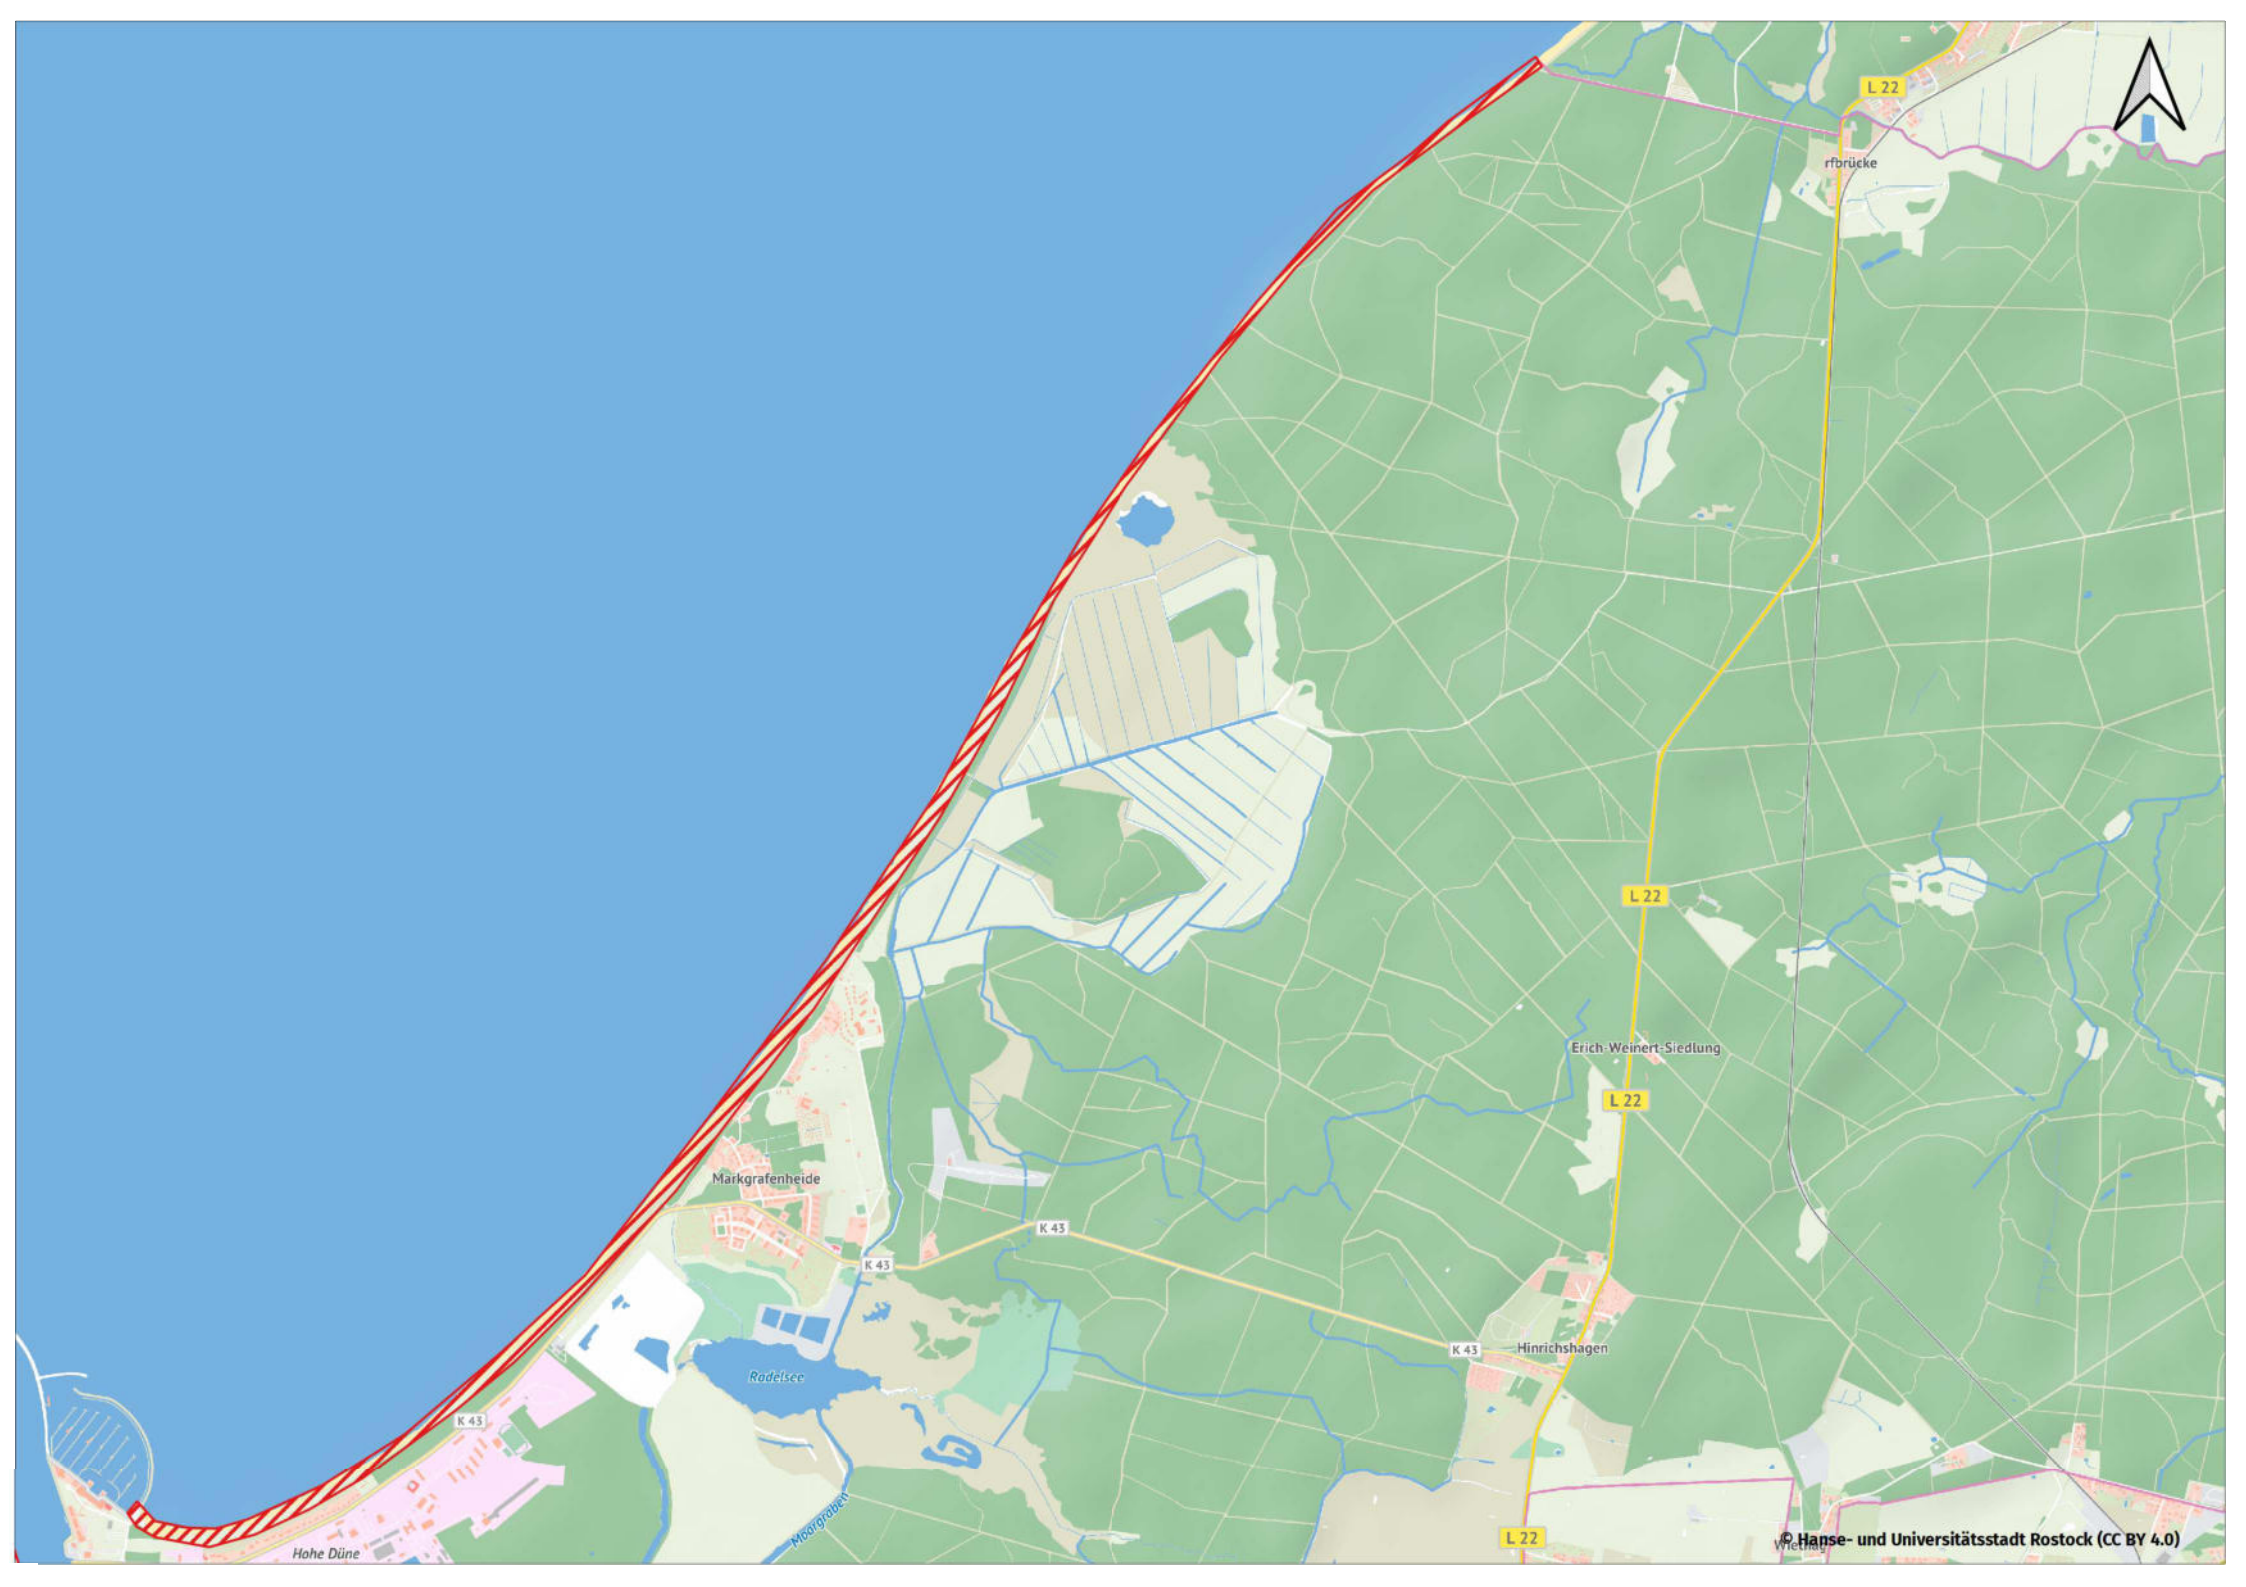 L 22
rfbrücke
L 22
Erich-Weinert-Siedlung
L 22
Markgrafenheide
K 43
K 43
K 43
Hinrichshagen
Radelsee
K 43
Moorgraben
Hohe Düne
L 22
© Hanse- und Universitätsstadt Rostock (CC BY 4.0)